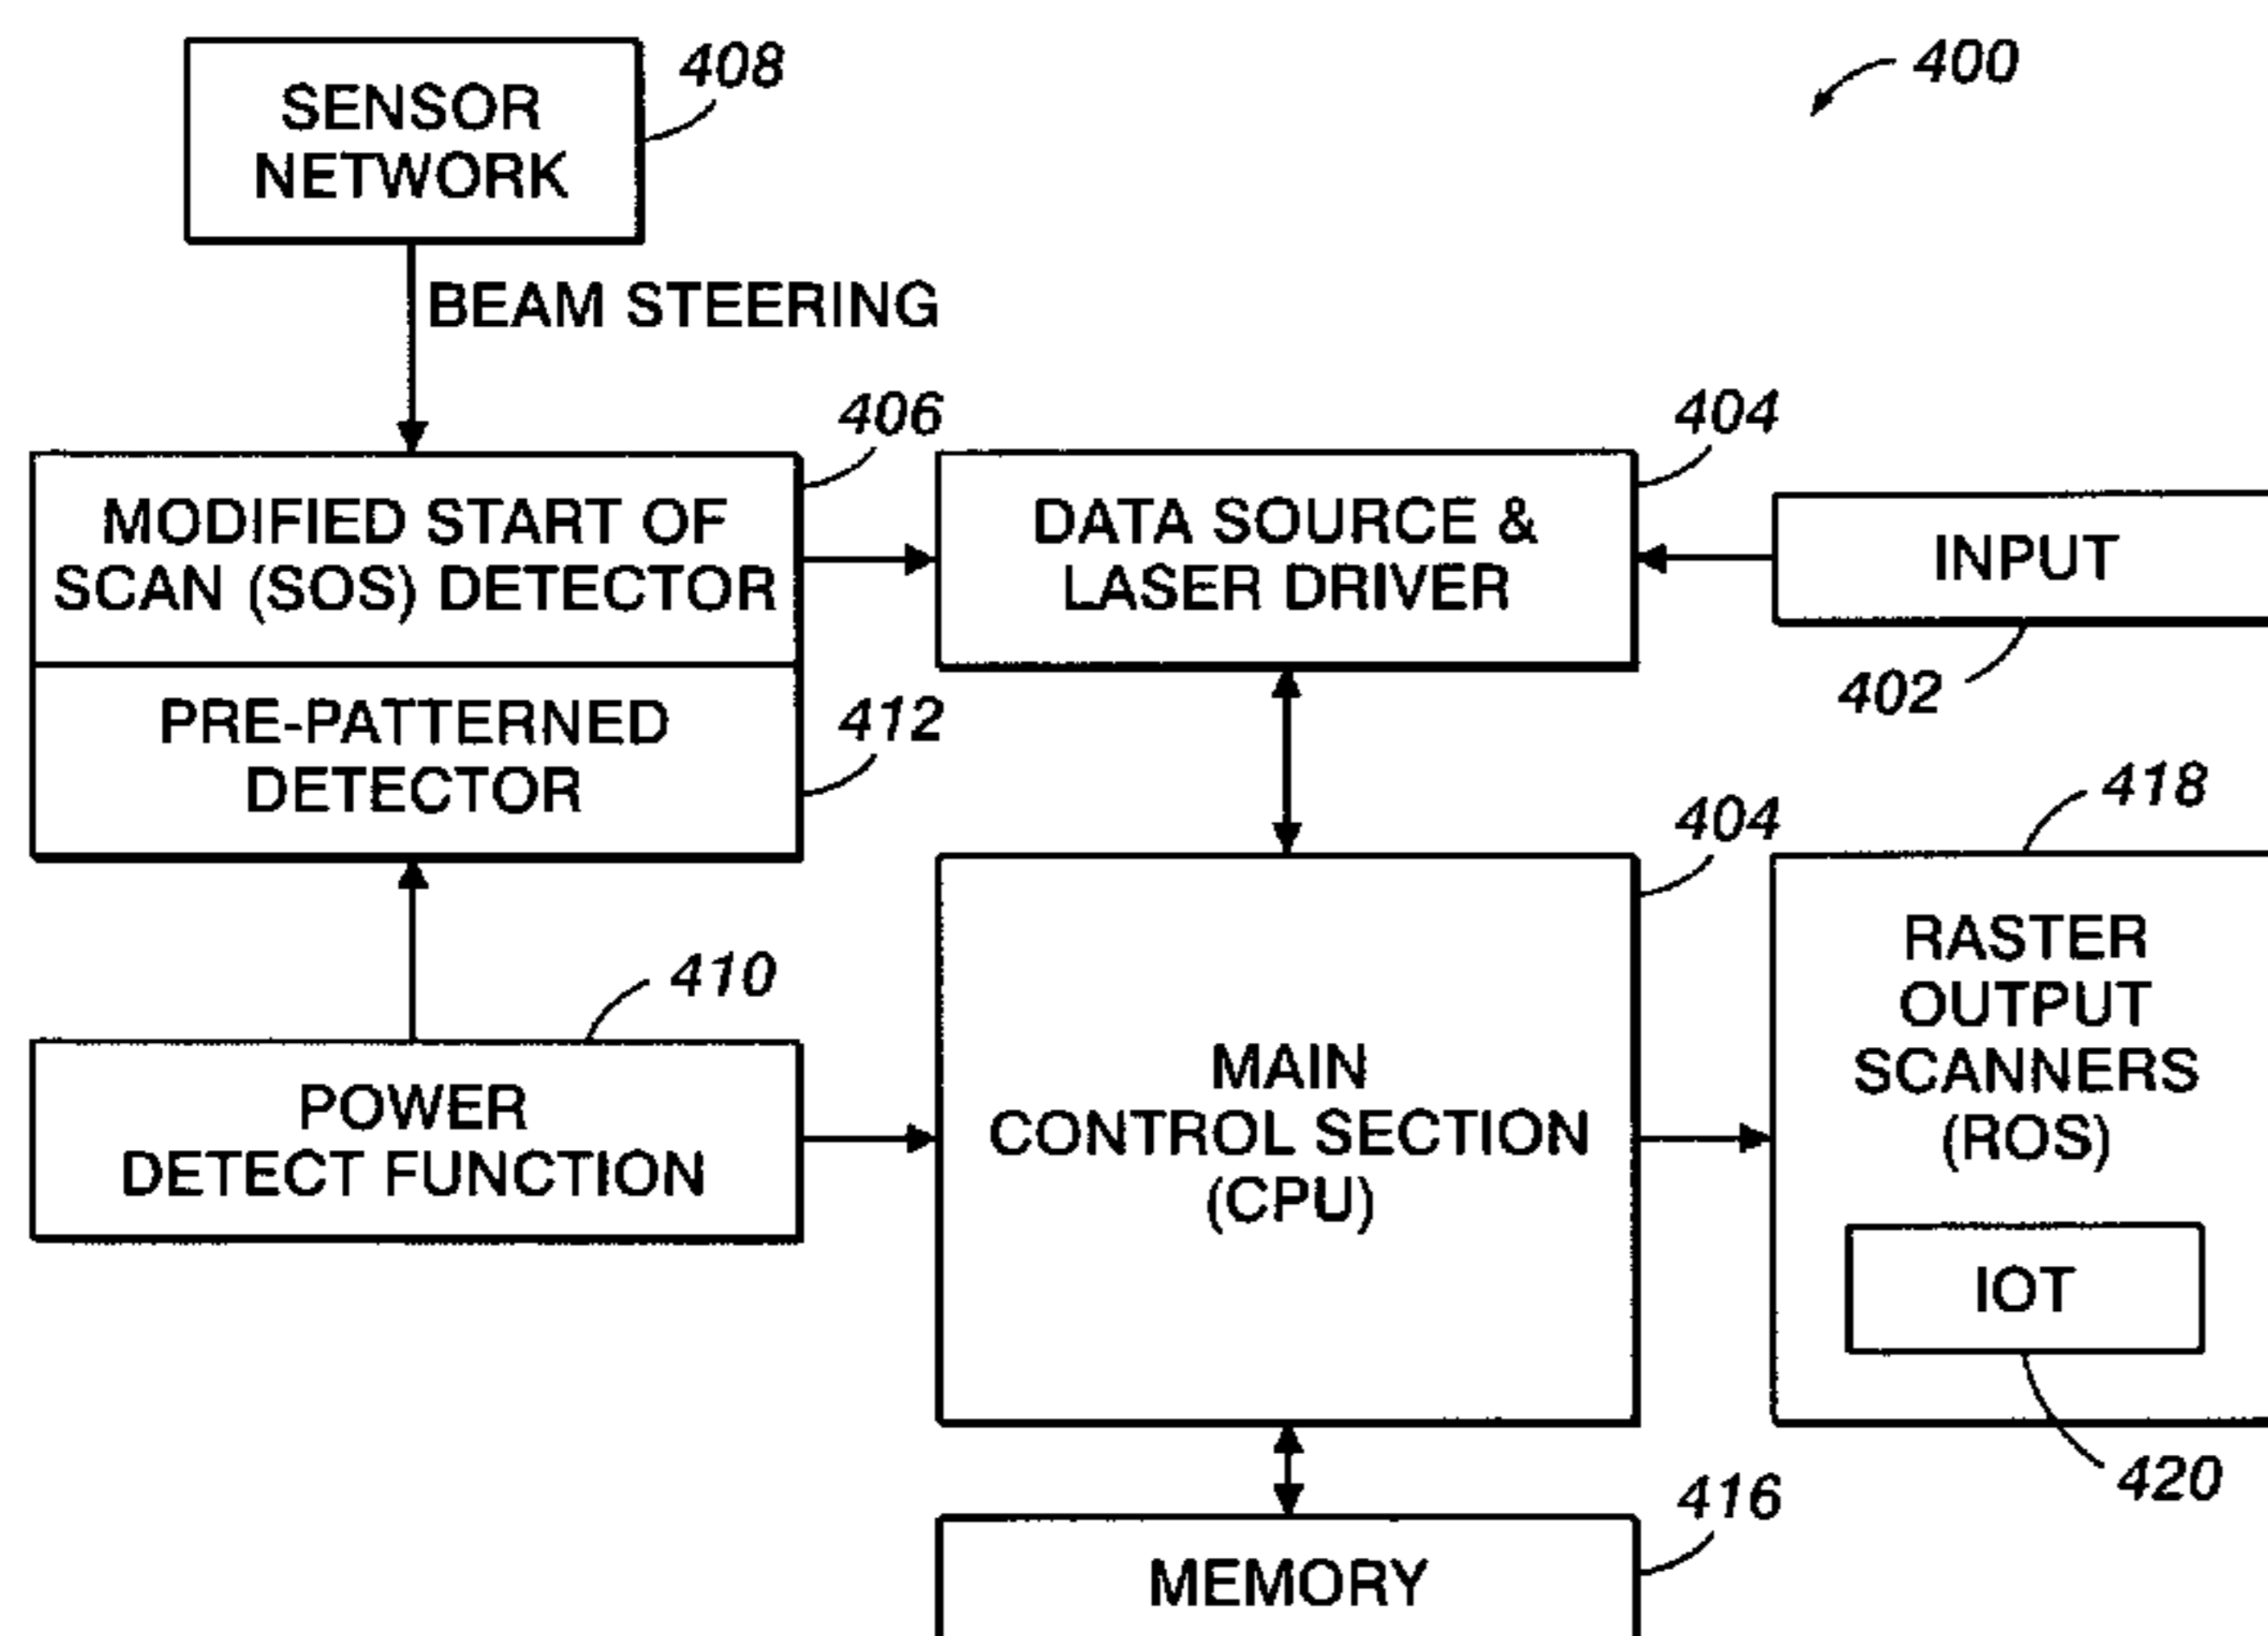 408
400
SENSOR
NETWORK
BEAM STEERING
406
404
MODIFIED START OF
SCAN (SOS) DETECTOR
DATA SOURCE &
LASER DRIVER
INPUT
402
PRE-PATTERNED
DETECTOR
412
418
404
RASTER
OUTPUT
SCANNERS
(ROS)
410
POWER
DETECT FUNCTION
MAIN
CONTROL SECTION
(CPU)
IOT
420
416
MEMORY